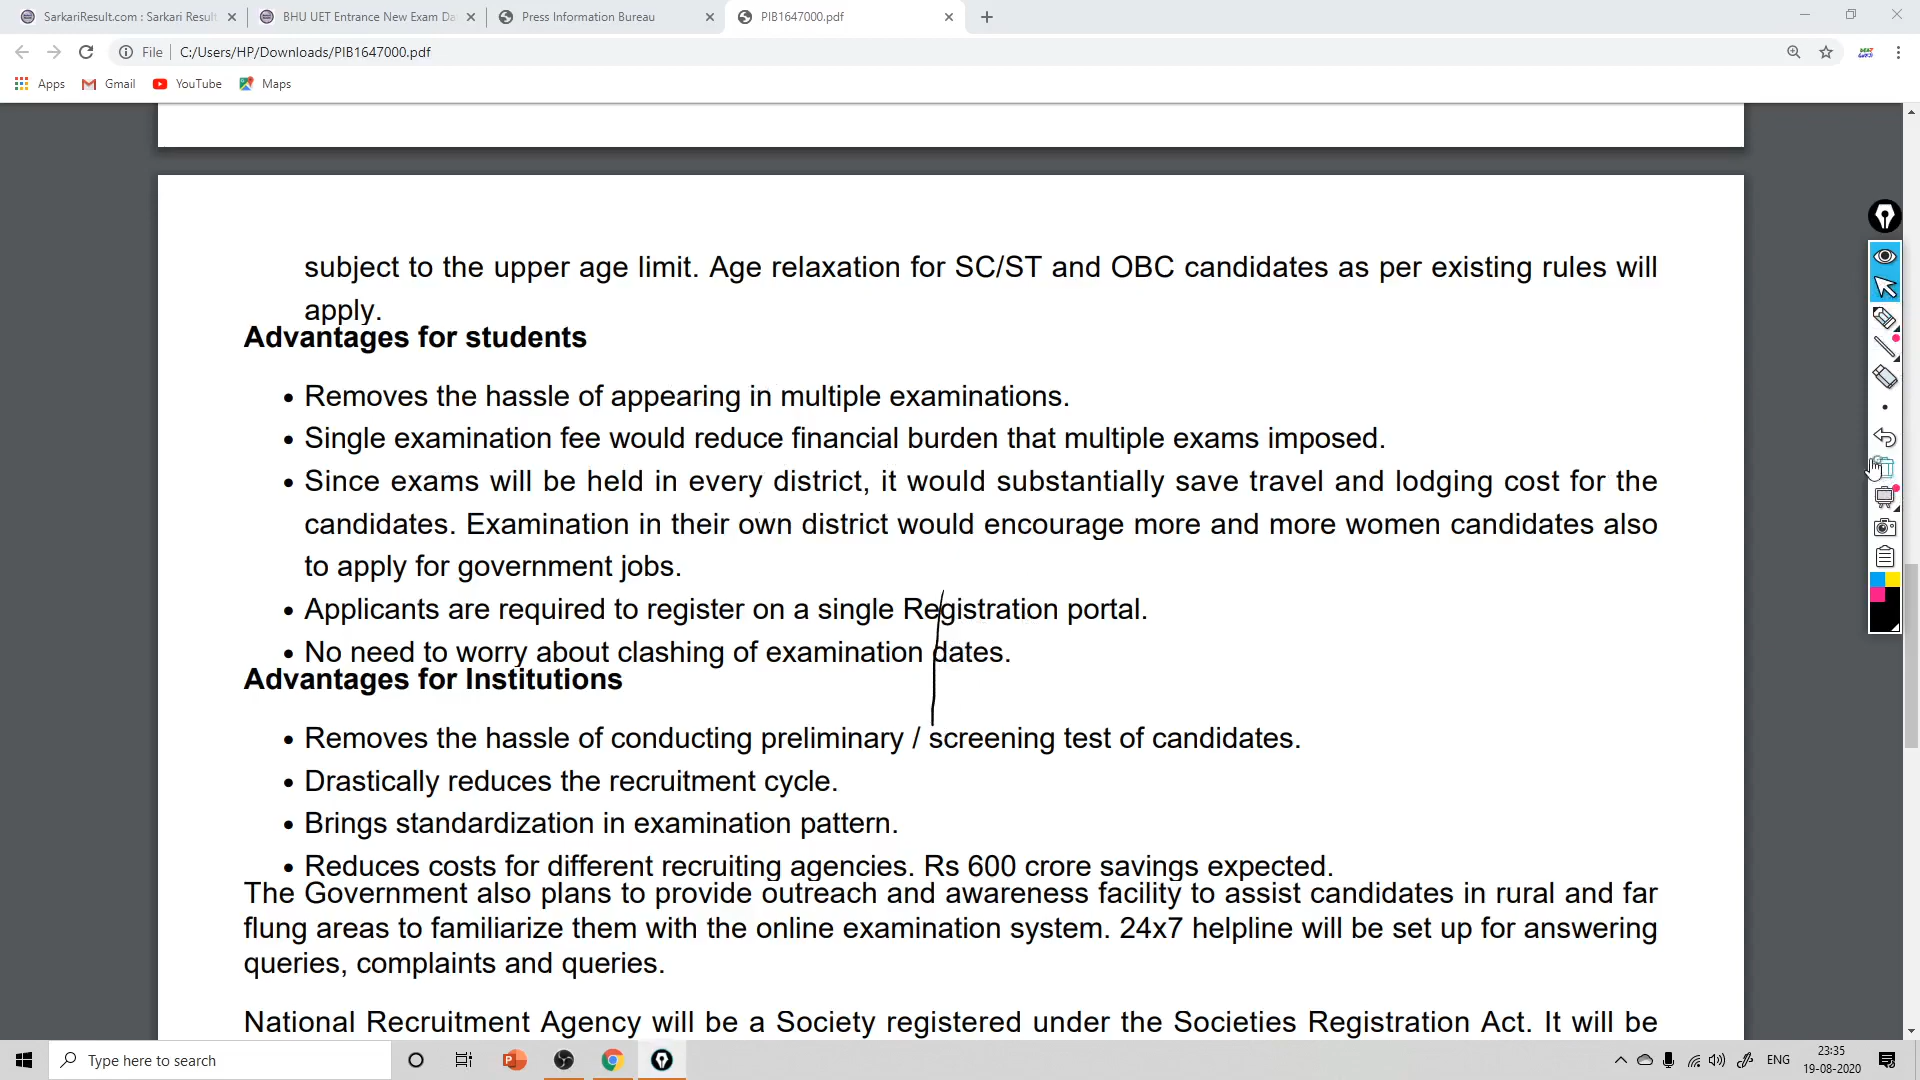 SarkariResult.com : Sarkari Result
BHU UET Entrance New Exam Da
Press Information Bureau
PIB1647000.pdf
File
C:/Users/HP/Downloads/PIB1647000.pdf
Apps
Gmail
YouTube
Maps
subject to the upper age limit. Age relaxation for SC/ST and OBC candidates as per existing rules will
apply.
Advantages for students
• Removes the hassle of appearing in multiple examinations.
• Single examination fee would reduce financial burden that multiple exams imposed.
• Since exams will be held in every district, it would substantially save travel and lodging cost for the
candidates. Examination in their own district would encourage more and more women candidates also
to apply for government jobs.
• Applicants are required to register on a single Registration portal.
• No need to worry about clashing of examination dates.
Advantages for Institutions
• Removes the hassle of conducting preliminary / screening test of candidates.
• Drastically reduces the recruitment cycle.
• Brings standardization in examination pattern.
• Reduces costs for different recruiting agencies. Rs 600 crore savings expected.
The Government also plans to provide outreach and awareness facility to assist candidates in rural and far
flung areas to familiarize them with the online examination system. 24x7 helpline will be set up for answering
queries, complaints and queries.
National Recruitment Agency will be a Society registered under the Societies Registration Act. It will be
Type here to search
ENG
23:35
19-08-2020